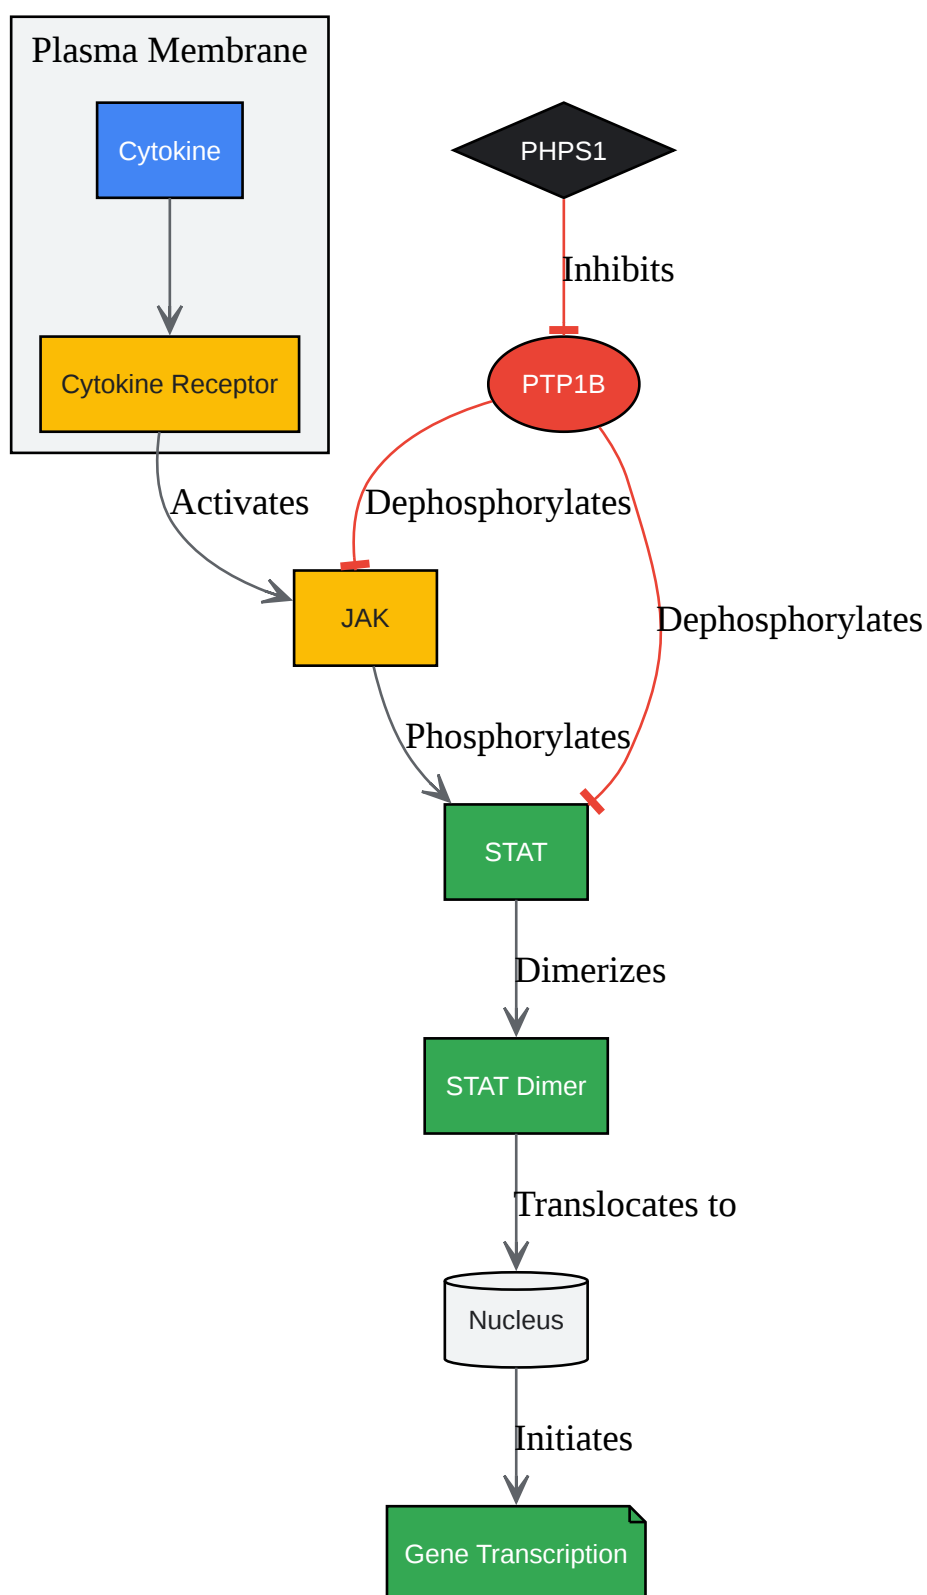 Plasma Membrane
Cytokine
PHPS1
Inhibits
Cytokine Receptor
PTP1B
Activates
Dephosphorylates
JAK
Dephosphorylates
Phosphorylates
STAT
Dimerizes
STAT Dimer
Translocates to
Nucleus
Initiates
Gene Transcription